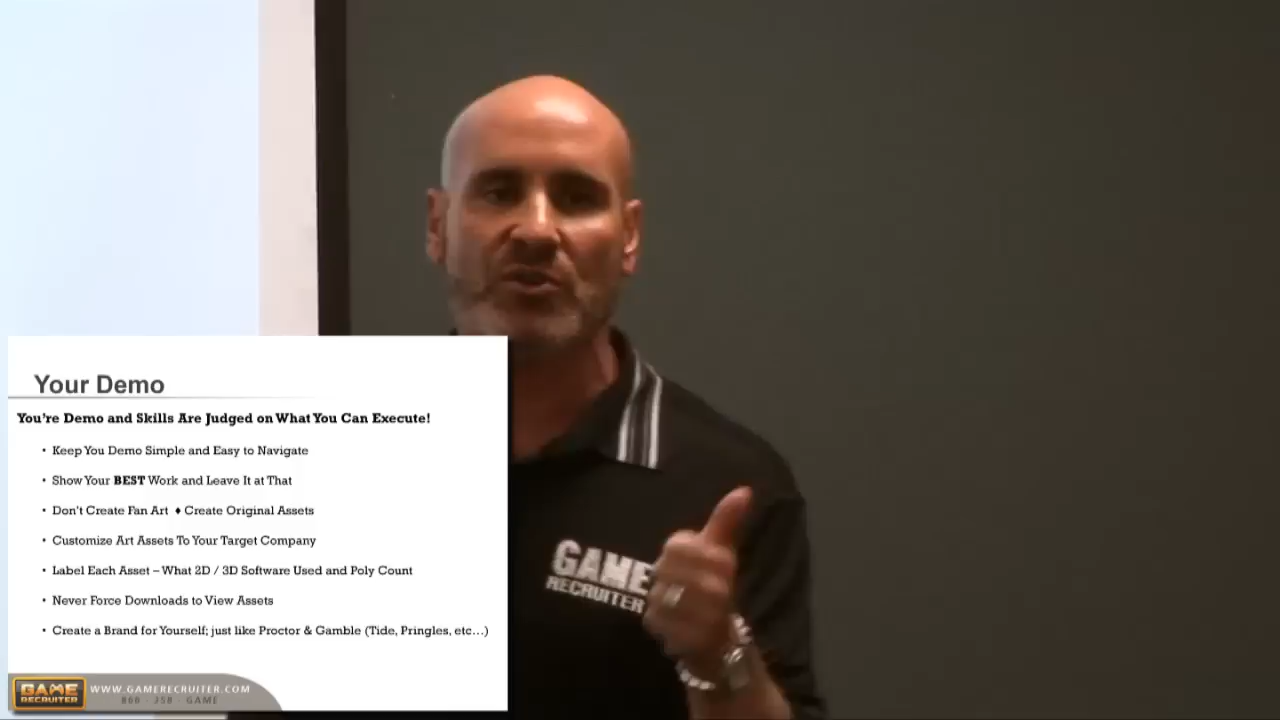 Your Demo
You're Demo and Skills Are Judged on What You Can Execute!
• Keep You Demo Simple and Easy to Navigate
• Show Your BEST Work and Leave It at That
• Don't Create Fan Art ♦ Create Original Assets
• Customize Art Assets To Your Target Company
• Label Each Asset – What 2D / 3D Software Used and Poly Count
• Never Force Downloads to View Assets
• Create a Brand for Yourself; just like Proctor & Gamble (Tide, Pringles, etc...)
GAME
RECRUITER
WWW.GAMERECRUITER.COM
866 - 358 - GAME
GAME
RECRUITER